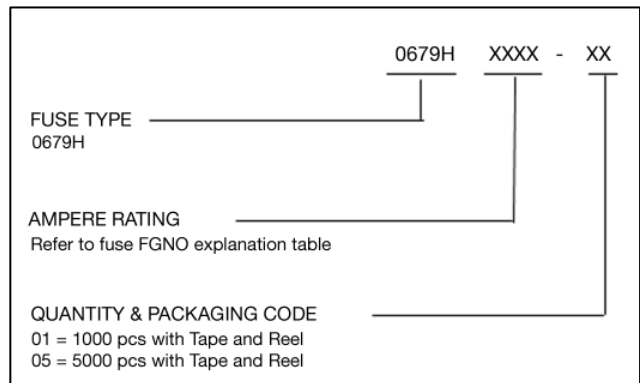 0679H XXXX - XX
FUSE TYPE
0679H
AMPERE RATING
Refer to fuse FGNO explanation table
QUANTITY & PACKAGING CODE
01 = 1000 pcs with Tape and Reel
05 = 5000 pcs with Tape and Reel